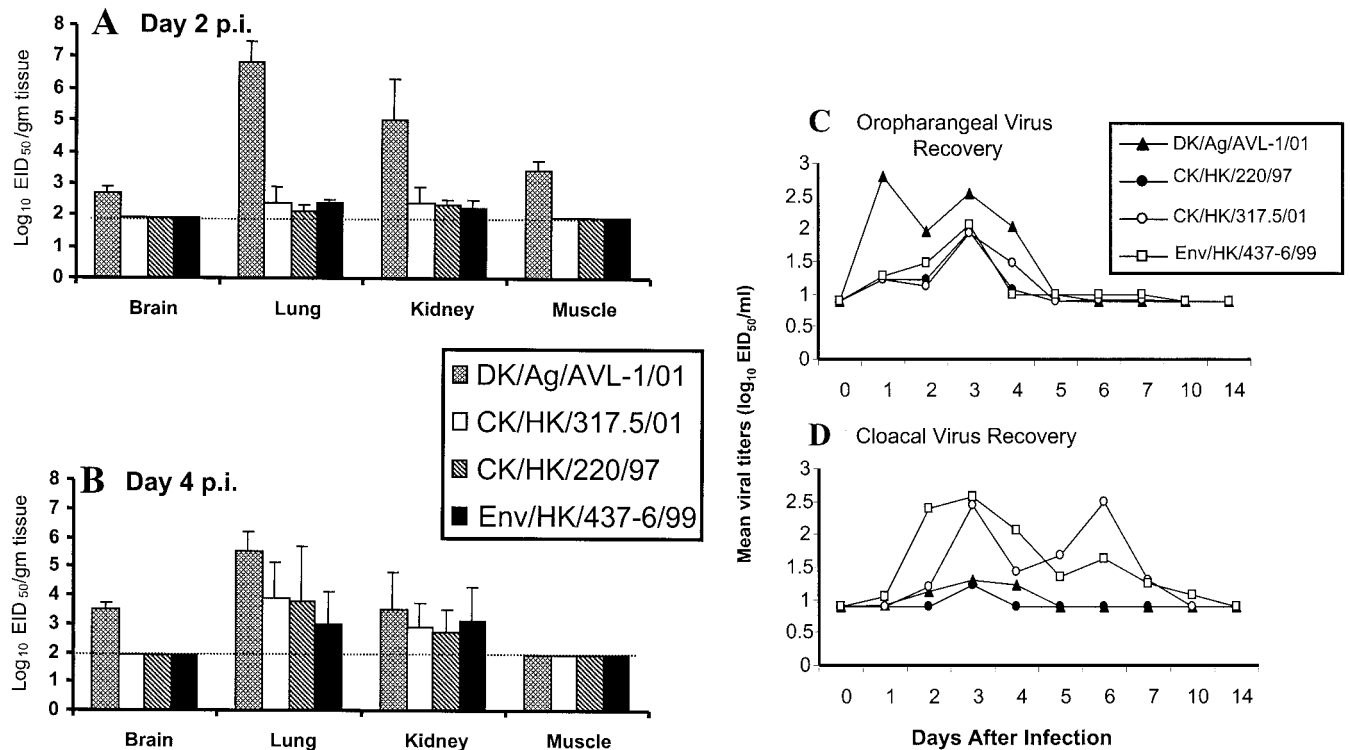 A Day 2 p.i.
Log10 EID50/gm tissue
8
7
6
5
4
3
2
1
0
Brain Lung Kidney Muscle
DK/Ag/AVL-1/01
CK/HK/317.5/01
CK/HK/220/97
Env/HK/437-6/99
B Day 4 p.i.
Log10 EID50/gm tissue
8
7
6
5
4
3
2
1
0
Brain Lung Kidney Muscle
C Oropharangeal Virus
Recovery
DK/Ag/AVL-1/01
CK/HK/220/97
CK/HK/317.5/01
Env/HK/437-6/99
Mean viral titers (log10 EID50/ml)
3
2.5
2
1.5
1
0.5
0
0 1 2 3 4 5 6 7 10 14
D Cloacal Virus Recovery
3
2.5
2
1.5
1
0.5
0
0 1 2 3 4 5 6 7 10 14
Days After Infection